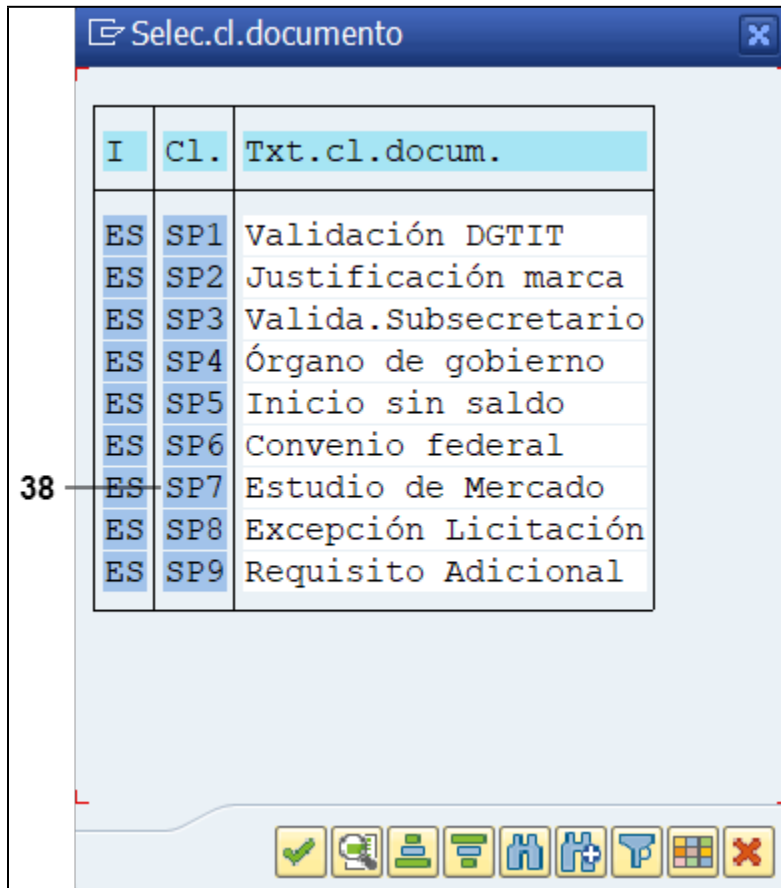 Selec.cl.documento
I Cl. Txt.cl.docum.
ES SP1 Validación DGTIT
ES SP2 Justificación marca
ES SP3 Valida.Subsecretario
ES SP4 Órgano de gobierno
ES SP5 Inicio sin saldo
ES SP6 Convenio federal
38 ES SP7 Estudio de Mercado
ES SP8 Excepción Licitación
ES SP9 Requisito Adicional